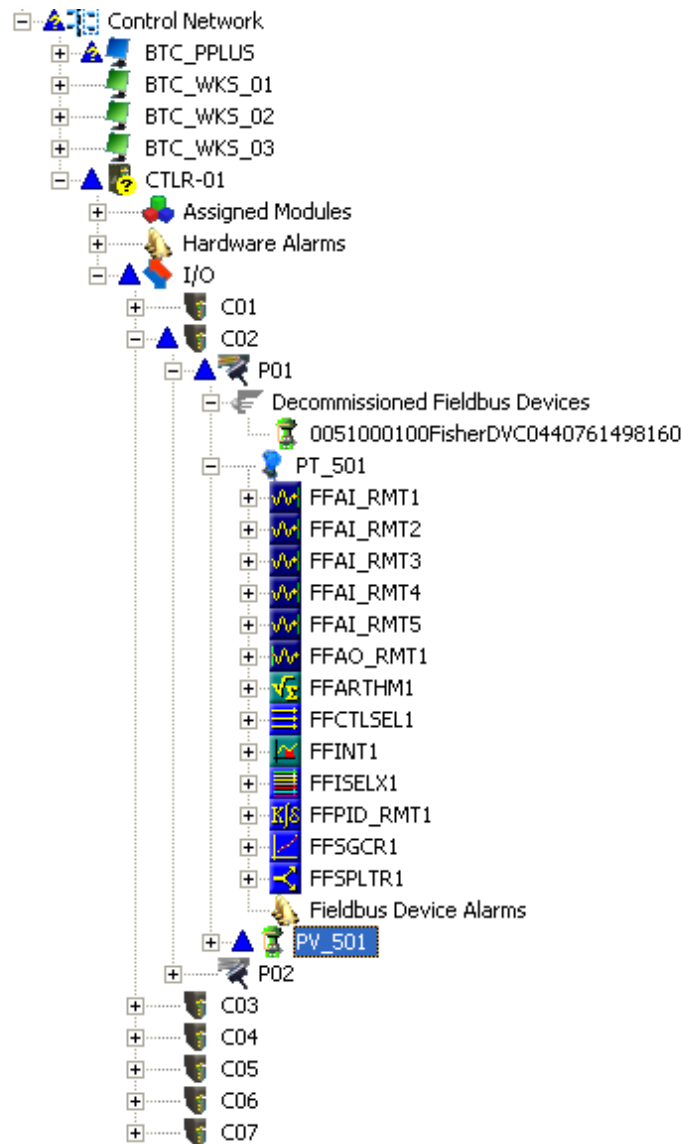 Control Network
BTC_PPLUS
BTC_WKS_01
BTC_WKS_02
BTC_WKS_03
CTLR-01
Assigned Modules
Hardware Alarms
I/O
C01
C02
P01
Decommissioned Fieldbus Devices
0051000100FisherDVC0440761498160
PT_501
FFAI_RMT1
FFAI_RMT2
FFAI_RMT3
FFAI_RMT4
FFAI_RMT5
FFAO_RMT1
FFARTHM1
FFCTLSEL1
FFINT1
FFISELX1
FFPID_RMT1
FFSGCR1
FFSPLTR1
Fieldbus Device Alarms
PV_501
P02
C03
C04
C05
C06
C07